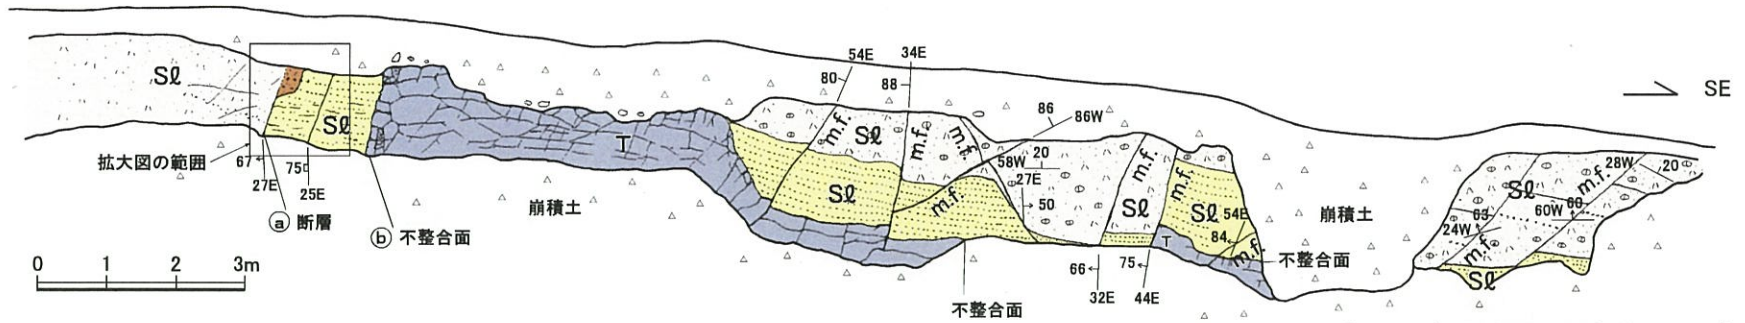 SE
Sℓ
拡大図の範囲
67
27E
75
25E
Sℓ
ⓐ 断層
ⓑ 不整合面
0 1 2 3m
T
崩積土
54E
80
34E
88
m.f.
Sℓ
m.f.
m.f.
86
86W
58W
20
27E
50
Sℓ
m.f.
不整合面
m.f.
Sℓ
66
32E
75
44E
m.f.
Sℓ
54E
84
m.f.
T
T
不整合面
崩積土
Sℓ
28W
20
m.f.
60W
60
63
24W
m.f.
Sℓ